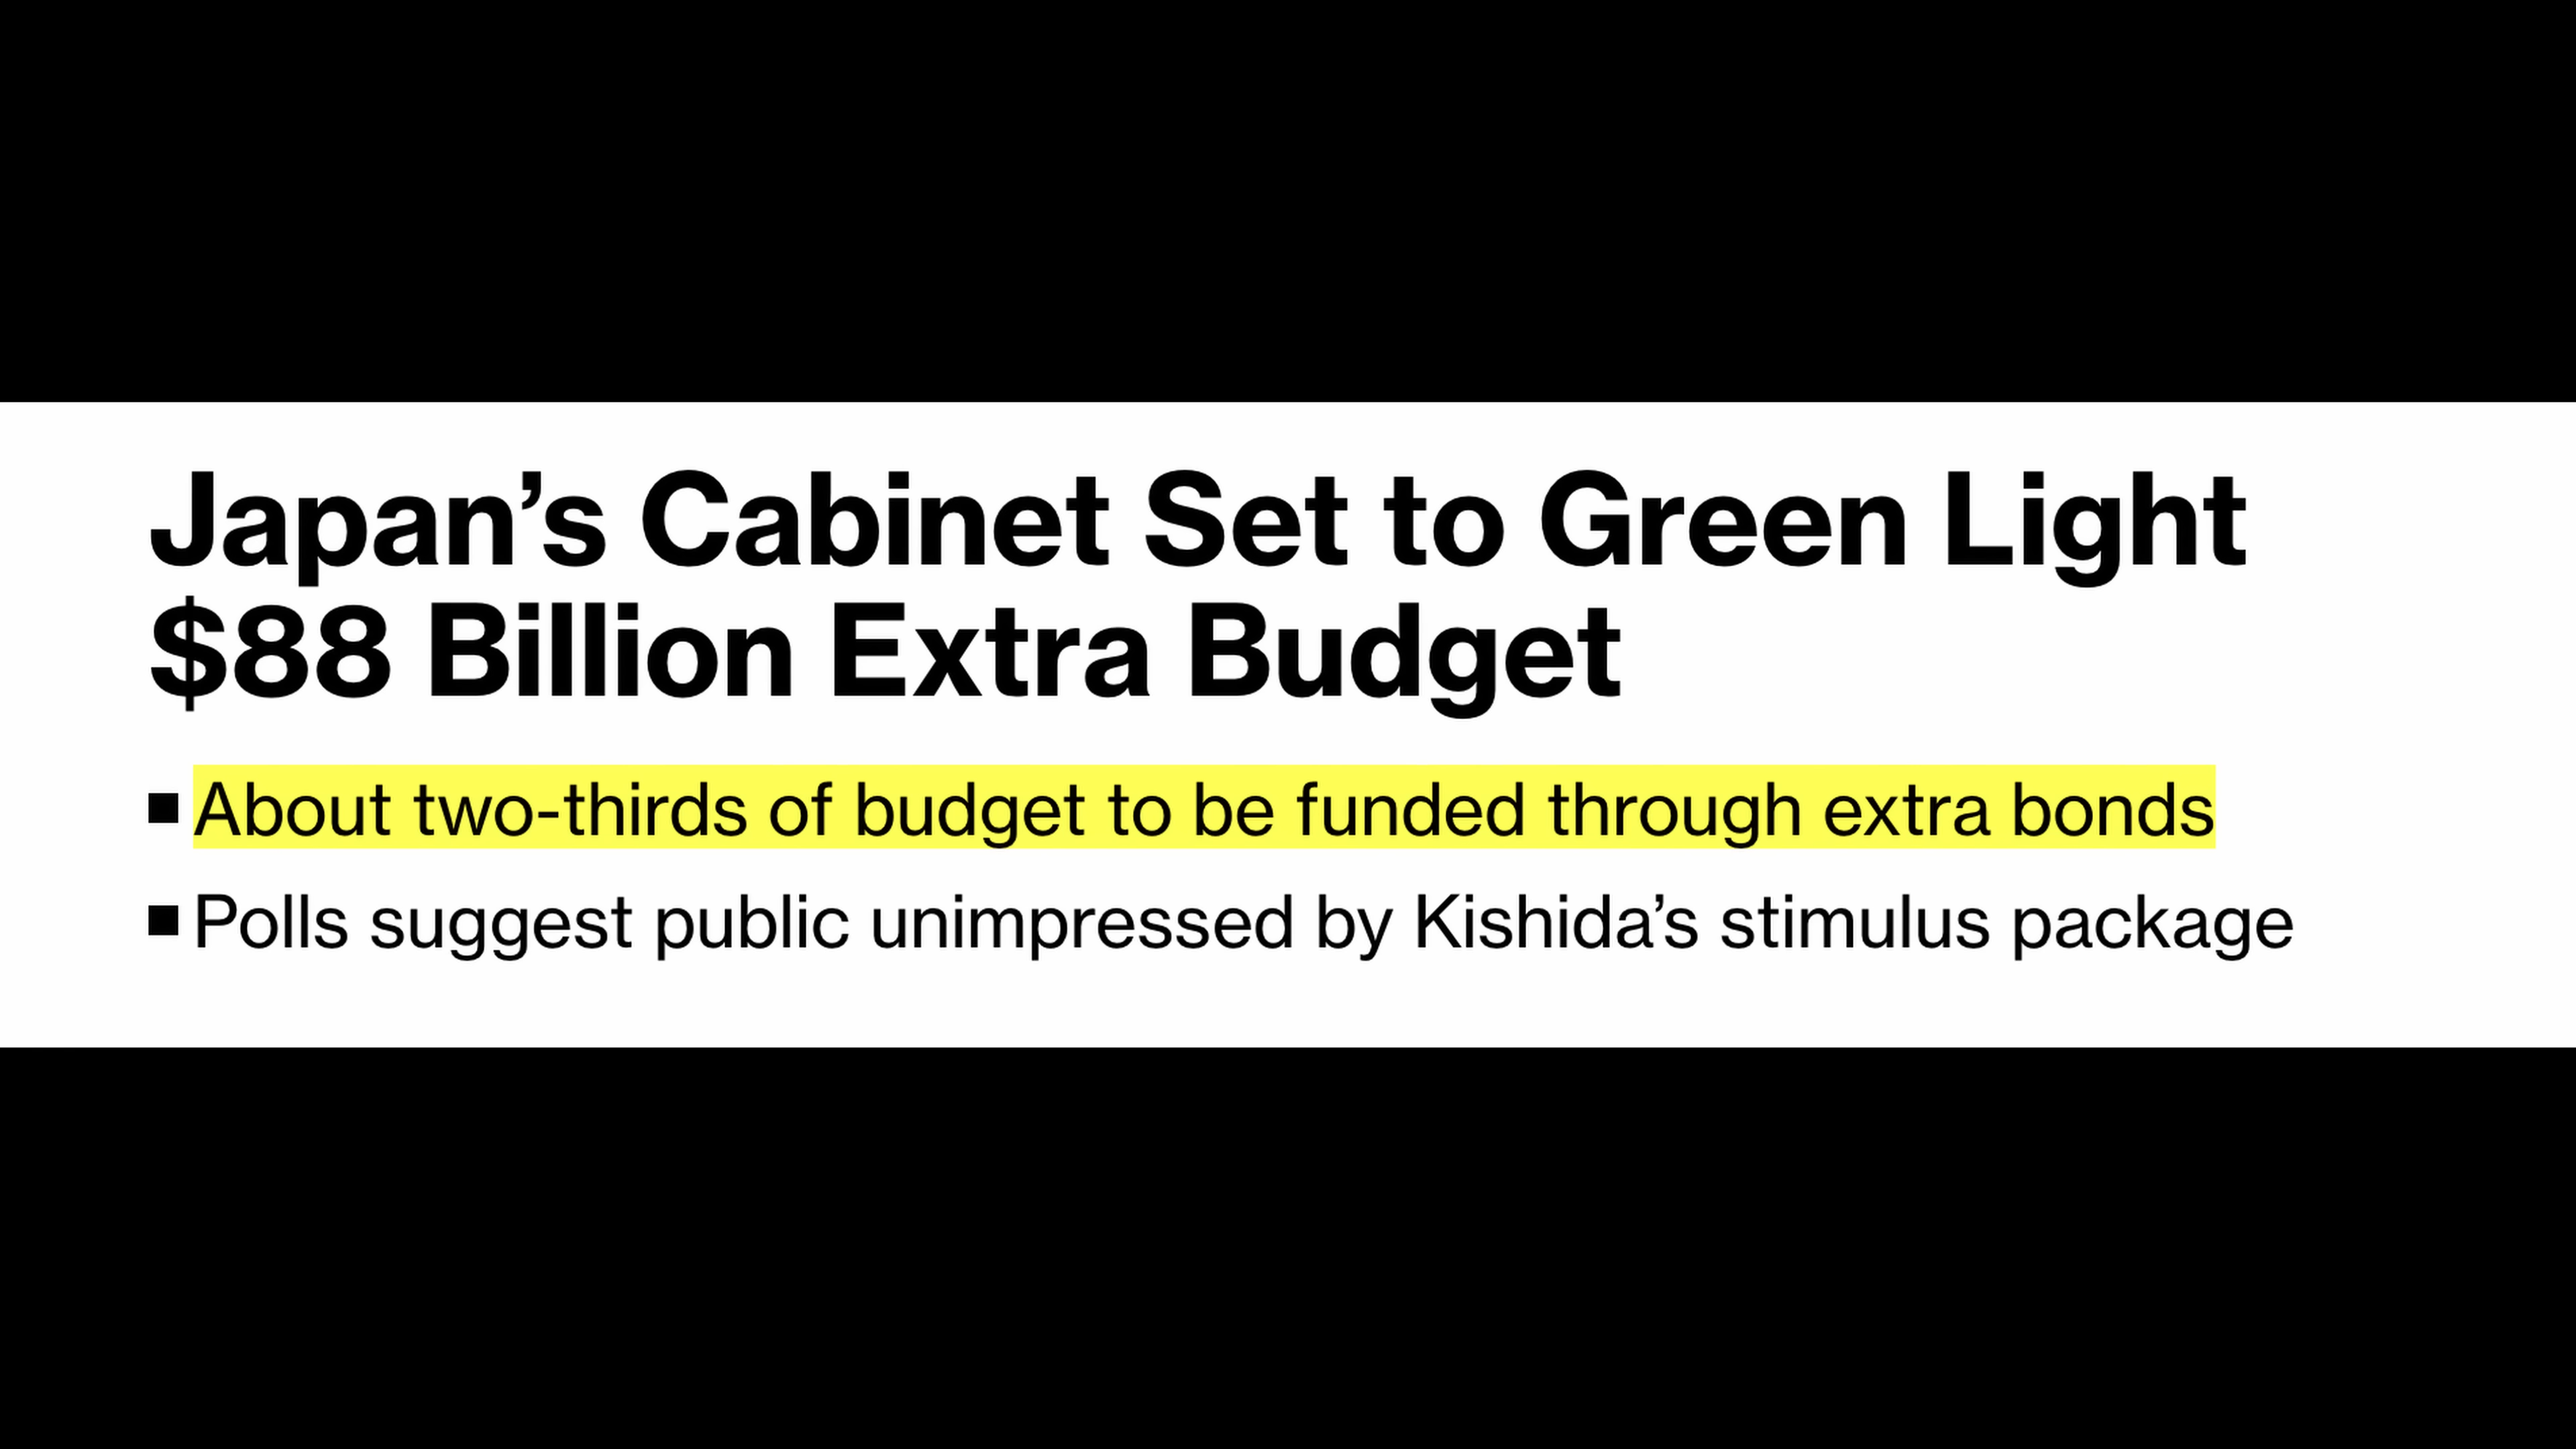 Japan’s Cabinet Set to Green Light
$88 Billion Extra Budget
■ About two-thirds of budget to be funded through extra bonds
■ Polls suggest public unimpressed by Kishida’s stimulus package